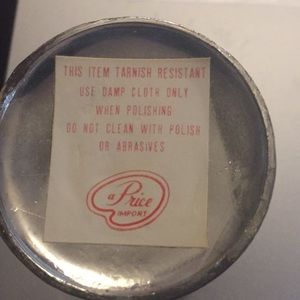 THIS ITEM TARNISH RESISTANT
USE DAMP CLOTH ONLY
WHEN POLISHING
DO NOT CLEAN WITH POLISH
OR ABRASIVES
a Price
IMPORT